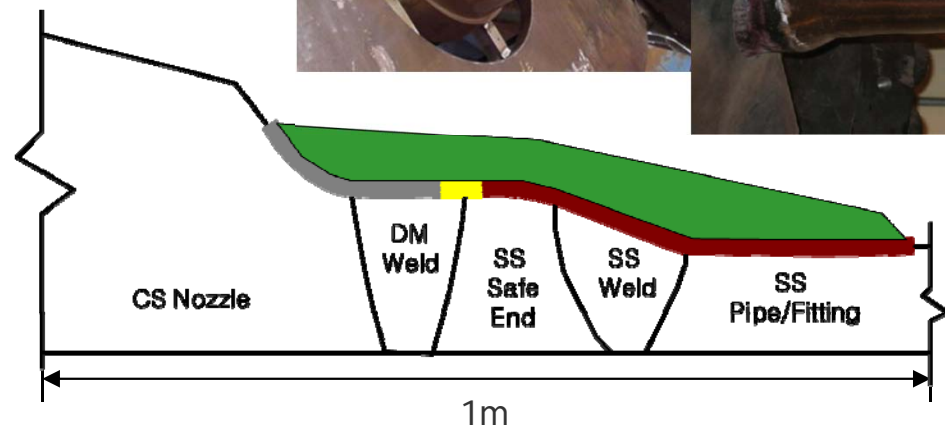 CS Nozzle
DM
Weld
SS
Safe
End
SS
Weld
SS
Pipe/Fitting
1m